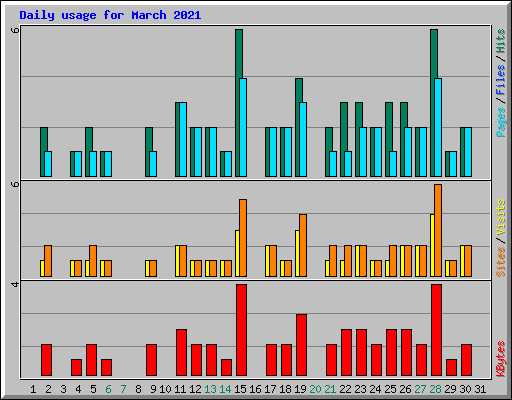 Daily usage for March 2021
6
Pages / Files / Hits
6
Sites / Visits
4
KBytes
1 2 3 4 5 6 7 8 9 10 11 12 13 14 15 16 17 18 19 20 21 22 23 24 25 26 27 28 29 30 31